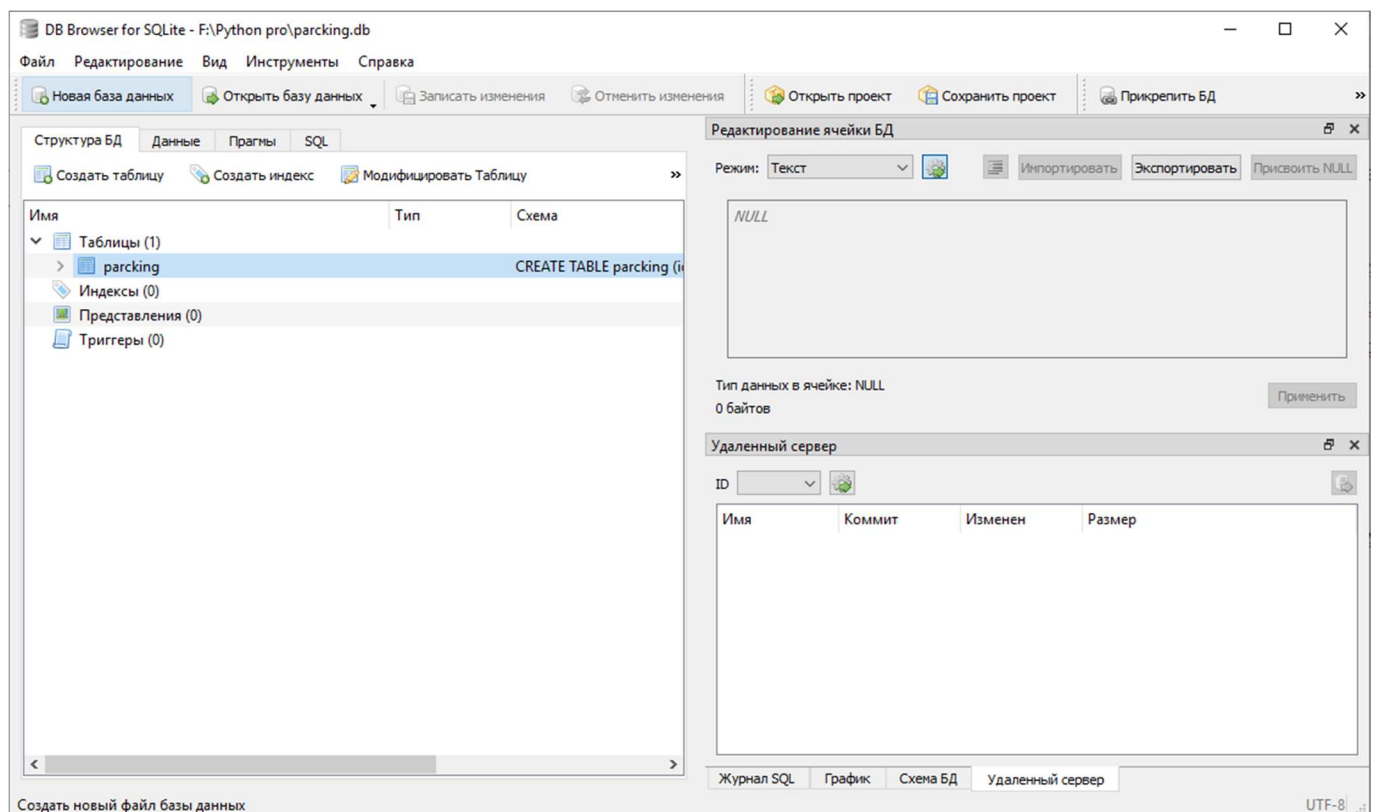 DB Browser for SQLite - F:\Python pro\parcking.db
Файл Редактирование Вид Инструменты Справка
Новая база данных Открыть базу данных Записать изменения Отменить изменения Открыть проект Сохранить проект Прикрепить БД »
Структура БД Данные Прагмы SQL
Создать таблицу Создать индекс Модифицировать Таблицу »
Имя Тип Схема
Таблицы (1)
parcking CREATE TABLE parcking (i
Индексы (0)
Представления (0)
Триггеры (0)
Редактирование ячейки БД
Режим: Текст Импортировать Экспортировать Присвоить NULL
NULL
Тип данных в ячейке: NULL
0 байтов
Применить
Удаленный сервер
ID
Имя Коммит Изменен Размер
Журнал SQL График Схема БД Удаленный сервер
Создать новый файл базы данных
UTF-8